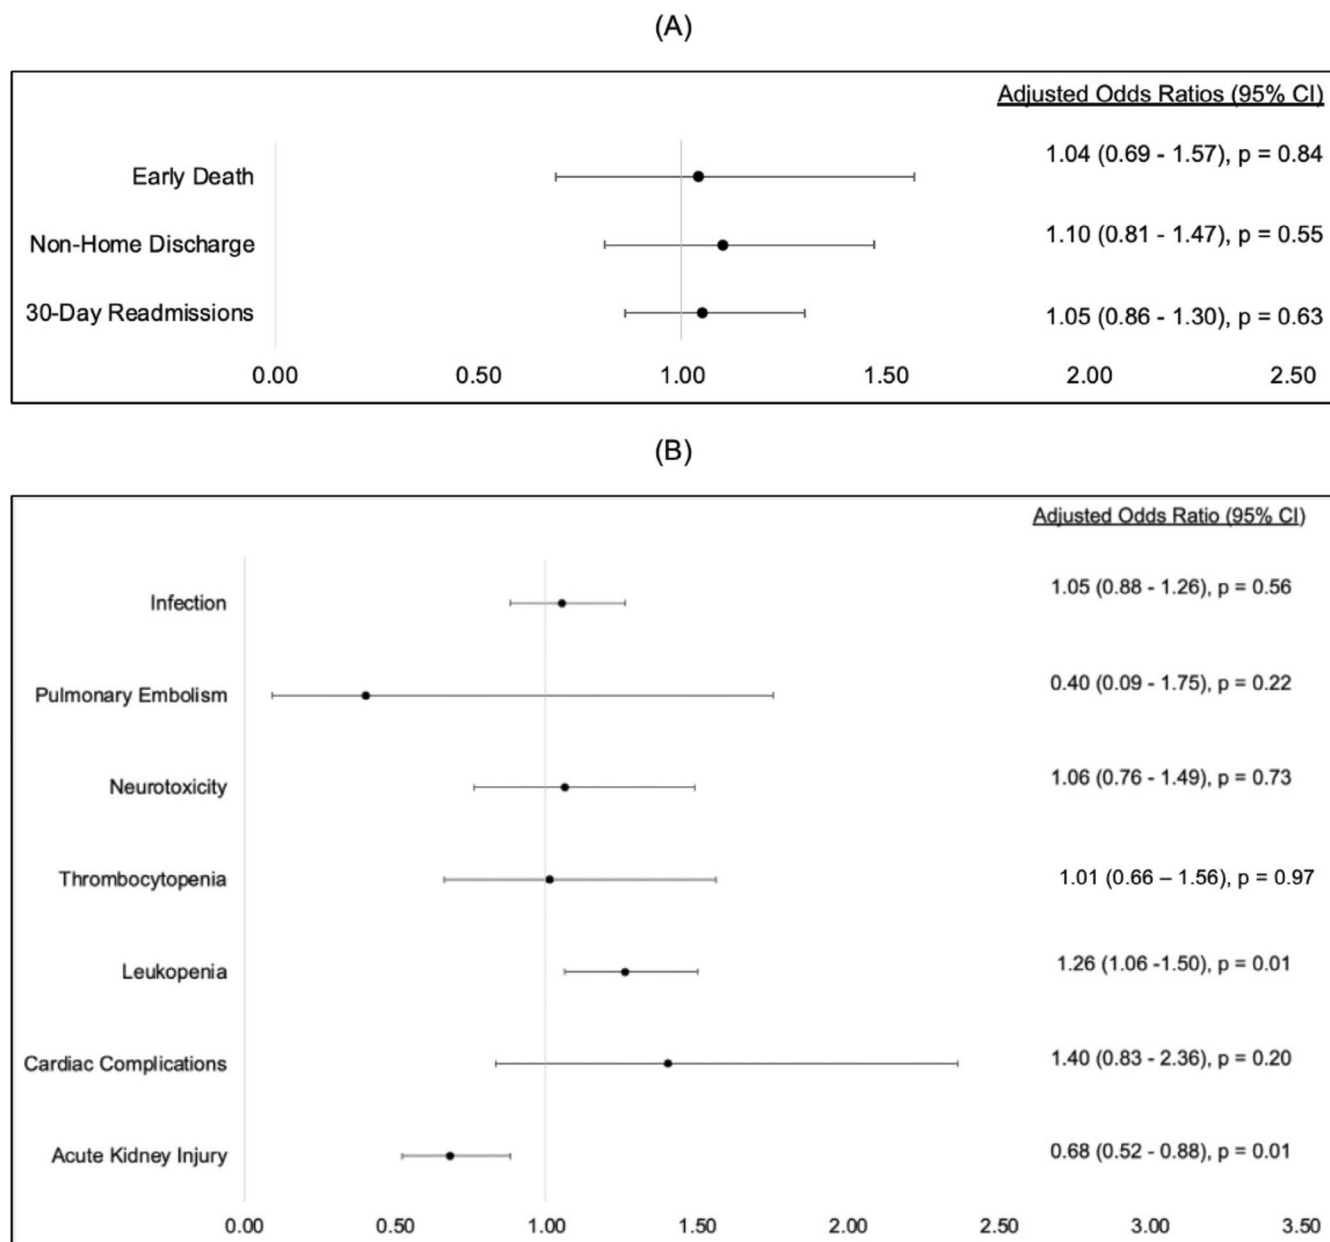 (A)
Adjusted Odds Ratios (95% CI)
Early Death 1.04 (0.69 - 1.57), p = 0.84
Non-Home Discharge 1.10 (0.81 - 1.47), p = 0.55
30-Day Readmissions 1.05 (0.86 - 1.30), p = 0.63
0.00 0.50 1.00 1.50 2.00 2.50
(B)
Adjusted Odds Ratio (95% CI)
Infection 1.05 (0.88 - 1.26), p = 0.56
Pulmonary Embolism 0.40 (0.09 - 1.75), p = 0.22
Neurotoxicity 1.06 (0.76 - 1.49), p = 0.73
Thrombocytopenia 1.01 (0.66 – 1.56), p = 0.97
Leukopenia 1.26 (1.06 -1.50), p = 0.01
Cardiac Complications 1.40 (0.83 - 2.36), p = 0.20
Acute Kidney Injury 0.68 (0.52 - 0.88), p = 0.01
0.00 0.50 1.00 1.50 2.00 2.50 3.00 3.50